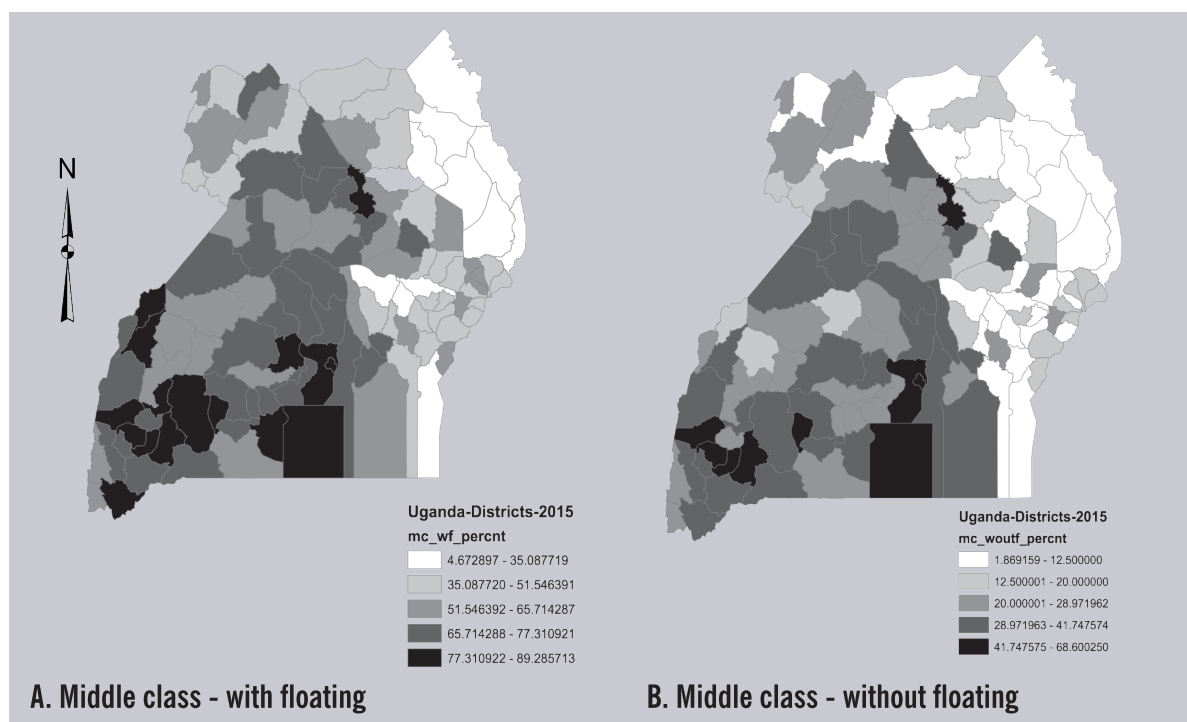 N
Uganda-Districts-2015
mc_wf_percnt
4.672897 - 35.087719
35.087720 - 51.546391
51.546392 - 65.714287
65.714288 - 77.310921
77.310922 - 89.285713
A. Middle class - with floating
Uganda-Districts-2015
mc_woutf_percnt
1.869159 - 12.500000
12.500001 - 20.000000
20.000001 - 28.971962
28.971963 - 41.747574
41.747575 - 68.600250
B. Middle class - without floating